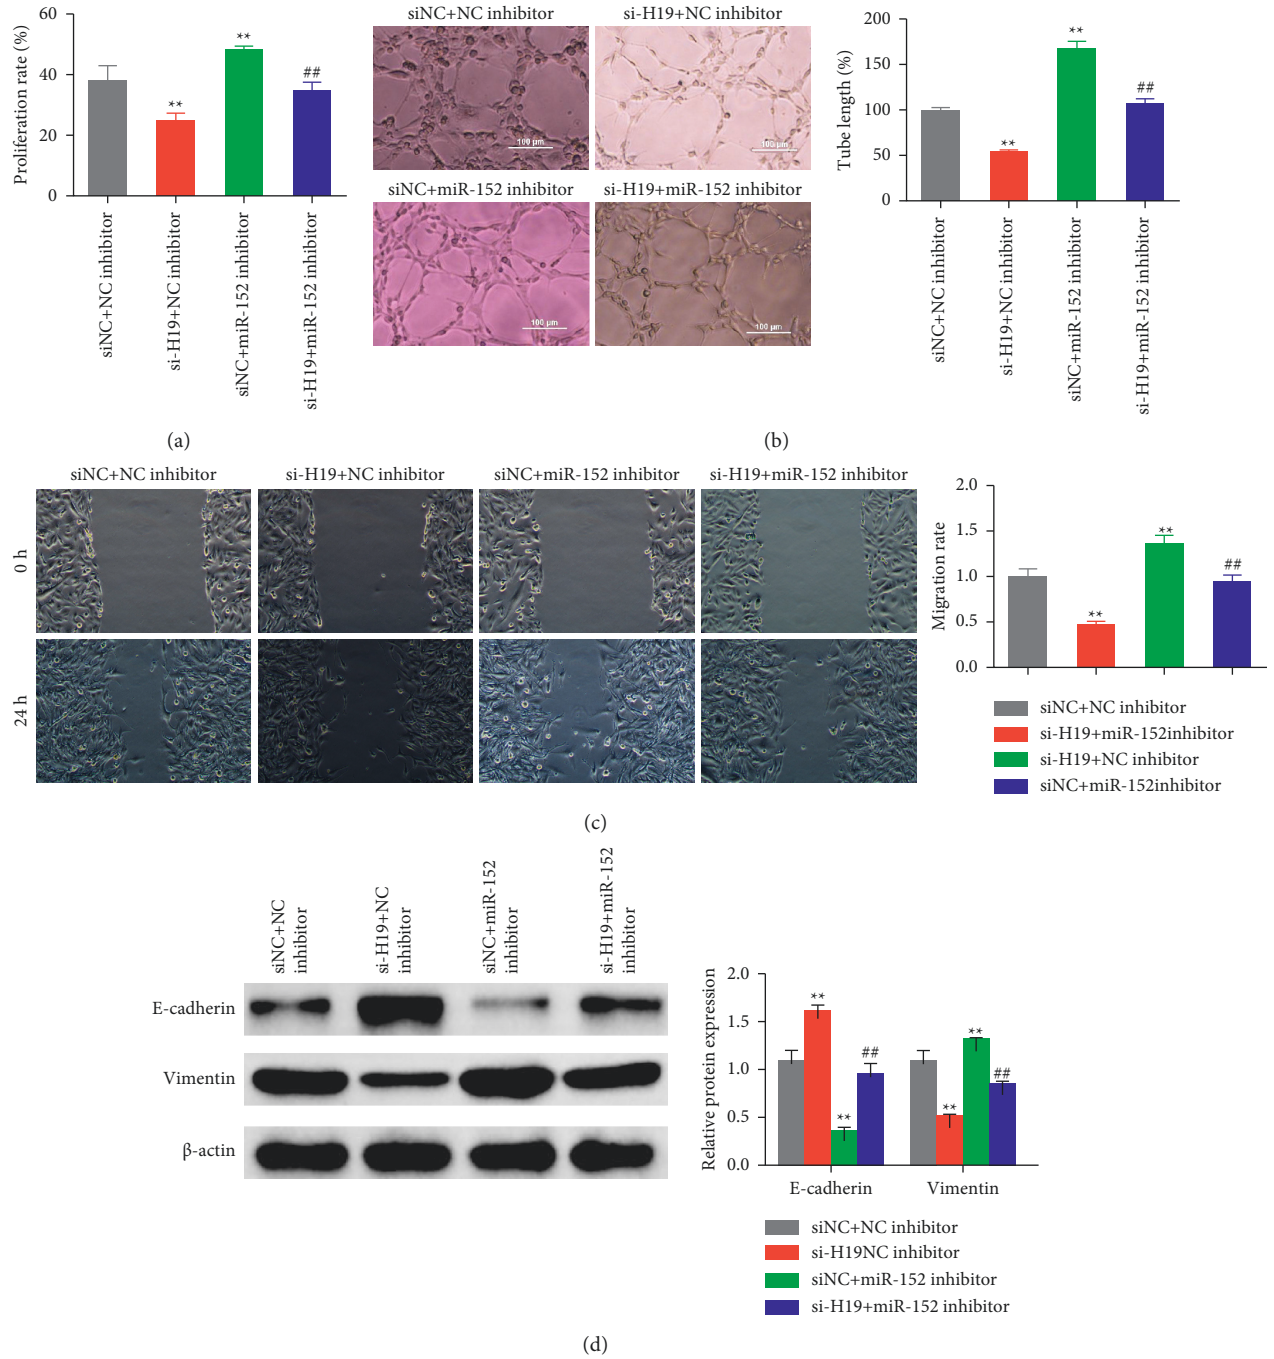 (a)
Proliferation rate (%)
60
40
20
0
**
**
##
siNC+NC inhibitor
si-H19+NC inhibitor
siNC+miR-152 inhibitor
si-H19+miR-152 inhibitor
siNC+NC inhibitor
si-H19+NC inhibitor
100 μm
100 μm
siNC+miR-152 inhibitor
si-H19+miR-152 inhibitor
100 μm
100 μm
Tube length (%)
200
150
100
50
0
**
**
##
siNC+NC inhibitor
si-H19+NC inhibitor
siNC+miR-152 inhibitor
si-H19+miR-152 inhibitor
(b)
siNC+NC inhibitor
si-H19+NC inhibitor
siNC+miR-152 inhibitor
si-H19+miR-152 inhibitor
0 h
24 h
Migration rate
2.0
1.5
1.0
0.5
0.0
**
**
##
siNC+NC inhibitor
si-H19+miR-152inhibitor
si-H19+NC inhibitor
siNC+miR-152inhibitor
(c)
siNC+NC
inhibitor
si-H19+NC
inhibitor
siNC+miR-152
inhibitor
si-H19+miR-152
inhibitor
E-cadherin
Vimentin
β-actin
Relative protein expression
2.0
1.5
1.0
0.5
0.0
**
**
##
**
**
##
E-cadherin
Vimentin
siNC+NC inhibitor
si-H19NC inhibitor
siNC+miR-152 inhibitor
si-H19+miR-152 inhibitor
(d)